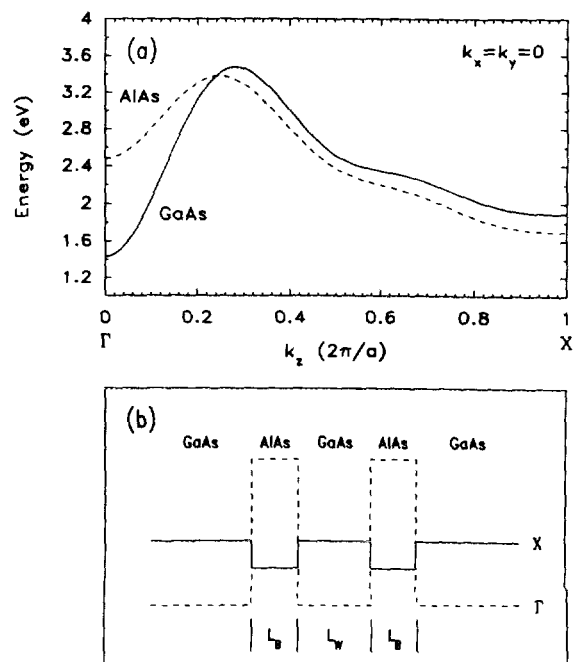 (a)
k_x=k_y=0
AlAs
GaAs
Energy (eV)
4
3.6
3.2
2.8
2.4
2
1.6
1.2
0 0.2 0.4 0.6 0.8 1
Γ X
k_z (2π/a)
(b)
GaAs AlAs GaAs AlAs GaAs
X
Γ
L_B L_W L_B